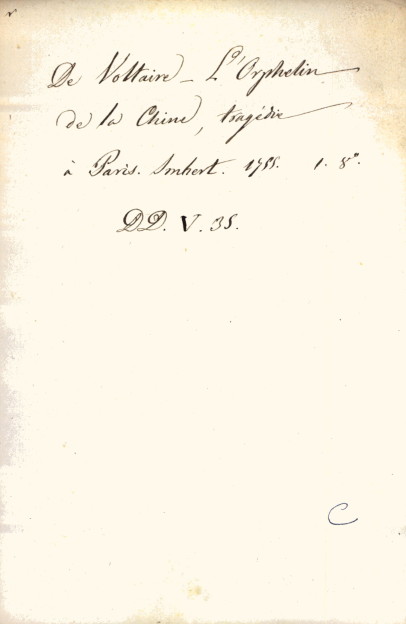 De Voltaire – L'Orphelin
de la Chine, tragédie
à Paris. Imbert. 1755. 1. 8°.
DD. V. 35.
C